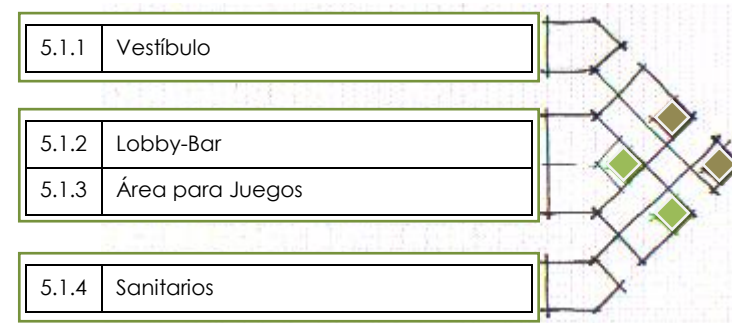 5.1.1 Vestíbulo
5.1.2 Lobby-Bar
5.1.3 Área para Juegos
5.1.4 Sanitarios